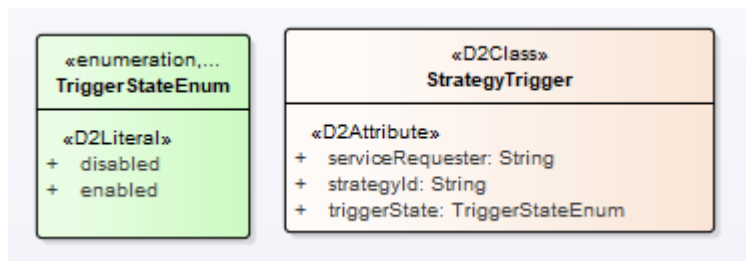 «enumeration,...
TriggerStateEnum
«D2Literal»
+ disabled
+ enabled
«D2Class»
StrategyTrigger
«D2Attribute»
+ serviceRequester: String
+ strategyId: String
+ triggerState: TriggerStateEnum